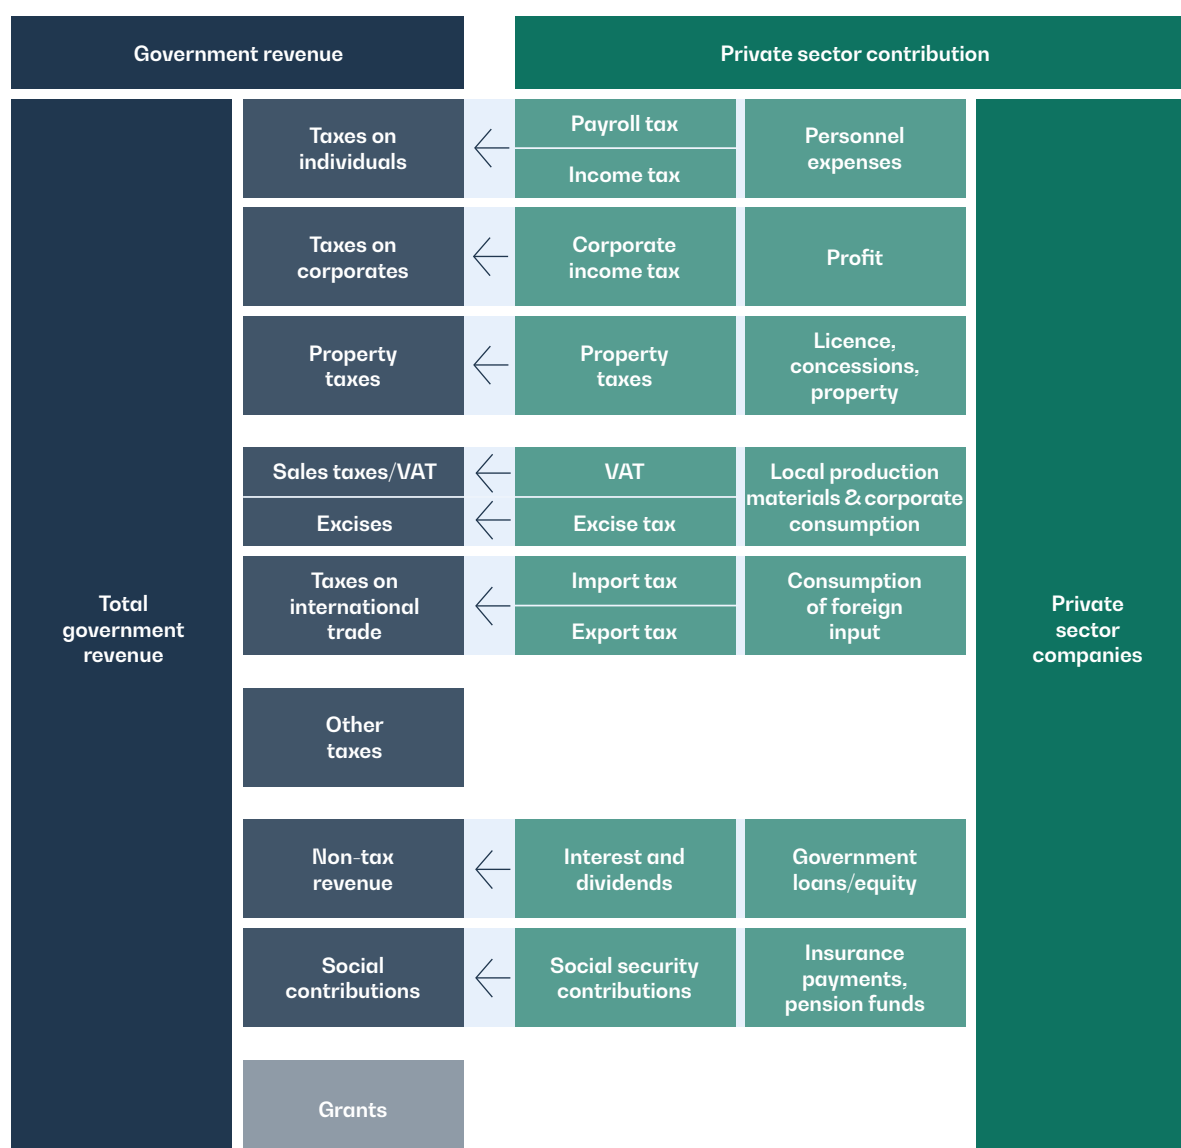 Government revenue
Private sector contribution
Total
government
revenue
Taxes on
individuals
Payroll tax
Income tax
Personnel
expenses
Taxes on
corporates
Corporate
income tax
Profit
Property
taxes
Property
taxes
Licence,
concessions,
property
Sales taxes/VAT
Excises
VAT
Excise tax
Local production
materials & corporate
consumption
Taxes on
international
trade
Import tax
Export tax
Consumption
of foreign
input
Other
taxes
Non-tax
revenue
Interest and
dividends
Government
loans/equity
Social
contributions
Social security
contributions
Insurance
payments,
pension funds
Grants
Private
sector
companies